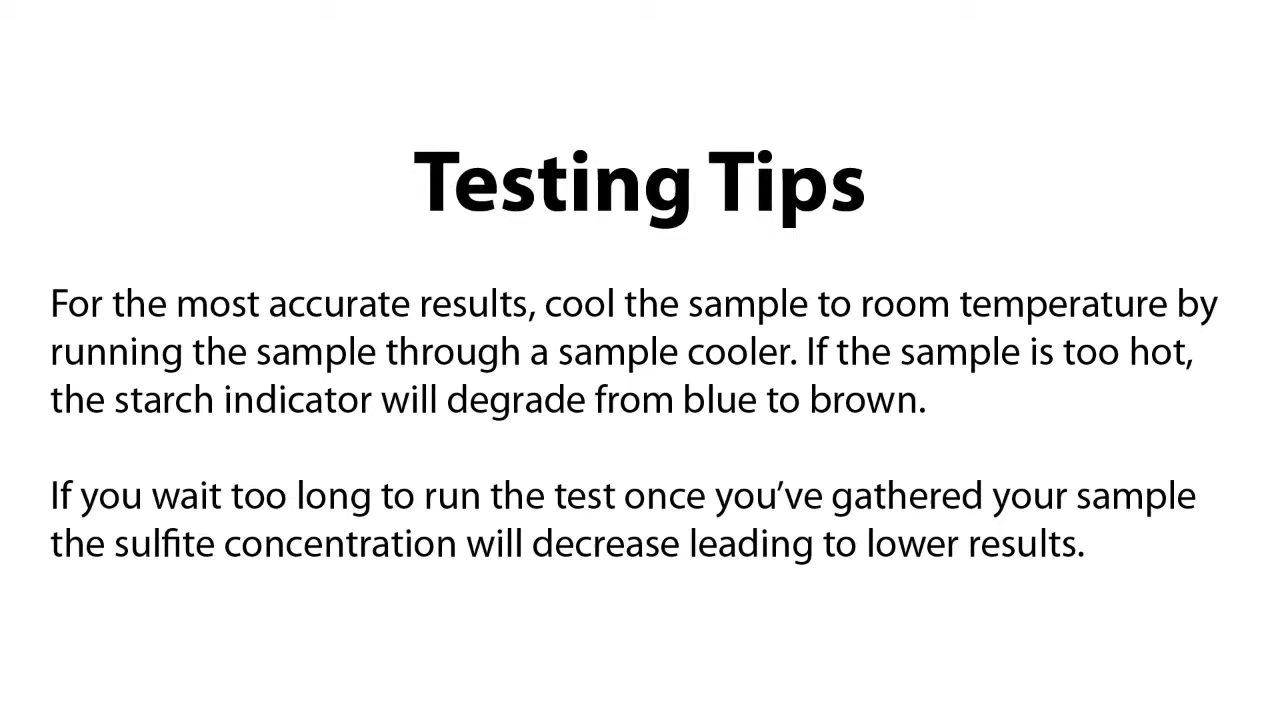 Testing Tips
For the most accurate results, cool the sample to room temperature by
running the sample through a sample cooler. If the sample is too hot,
the starch indicator will degrade from blue to brown.
If you wait too long to run the test once you’ve gathered your sample
the sulfite concentration will decrease leading to lower results.